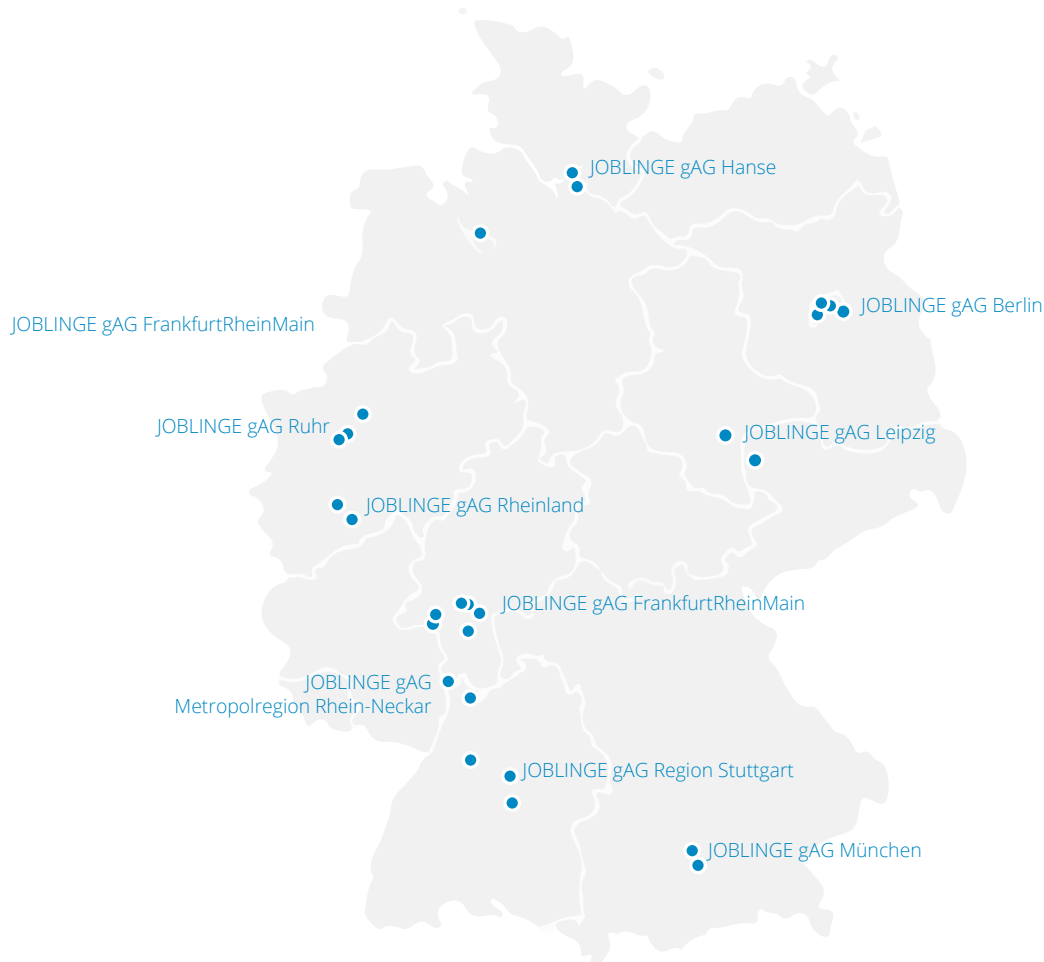 JOBLINGE gAG Hanse
JOBLINGE gAG Berlin
JOBLINGE gAG FrankfurtRheinMain
JOBLINGE gAG Ruhr
JOBLINGE gAG Leipzig
JOBLINGE gAG Rheinland
JOBLINGE gAG FrankfurtRheinMain
JOBLINGE gAG
Metropolregion Rhein-Neckar
JOBLINGE gAG Region Stuttgart
JOBLINGE gAG München